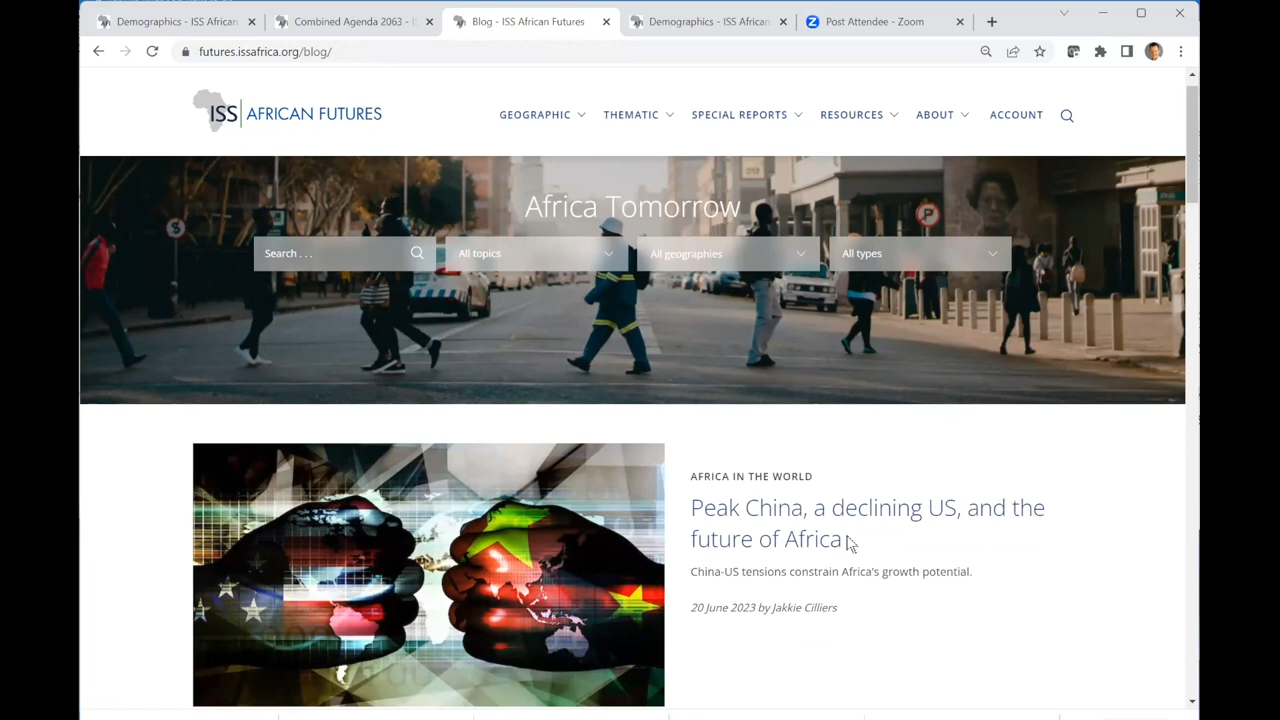 Demographics - ISS African
Combined Agenda 2063 - I
Blog - ISS African Futures
Demographics - ISS African
Post Attendee - Zoom
futures.issafrica.org/blog/
ISS AFRICAN FUTURES
GEOGRAPHIC
THEMATIC
SPECIAL REPORTS
RESOURCES
ABOUT
ACCOUNT
Africa Tomorrow
Search . . .
All topics
All geographies
All types
AFRICA IN THE WORLD
Peak China, a declining US, and the
future of Africa
China-US tensions constrain Africa's growth potential.
20 June 2023 by Jakkie Cilliers